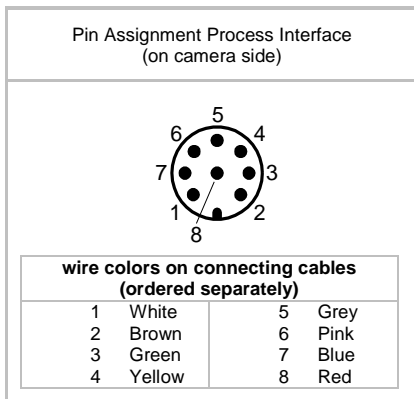 Pin Assignment Process Interface
(on camera side)
5
6 4
7 3
1 2
8
wire colors on connecting cables
(ordered separately)
1 White 5 Grey
2 Brown 6 Pink
3 Green 7 Blue
4 Yellow 8 Red